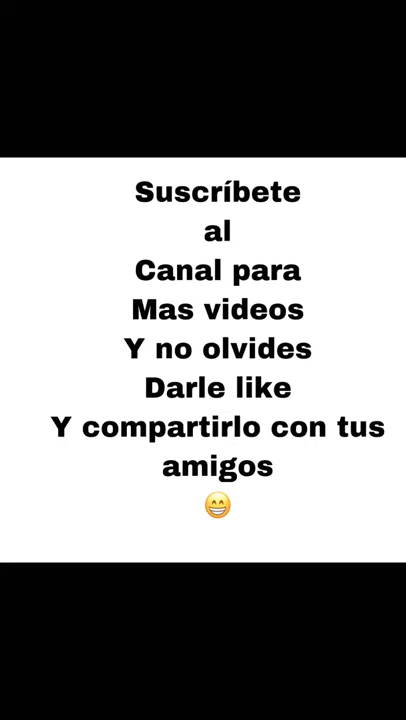 Suscríbete
al
Canal para
Mas videos
Y no olvides
Darle like
Y compartirlo con tus
amigos
😁